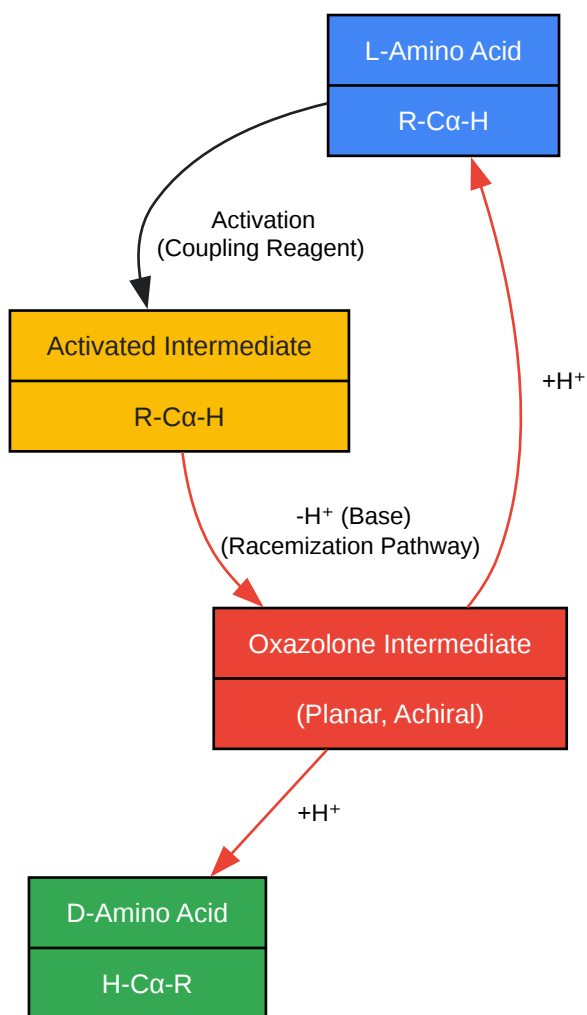 L-Amino Acid
R-Cα-H
Activation
(Coupling Reagent)
Activated Intermediate
R-Cα-H
+H⁺
-H⁺ (Base)
(Racemization Pathway)
Oxazolone Intermediate
(Planar, Achiral)
+H⁺
D-Amino Acid
H-Cα-R